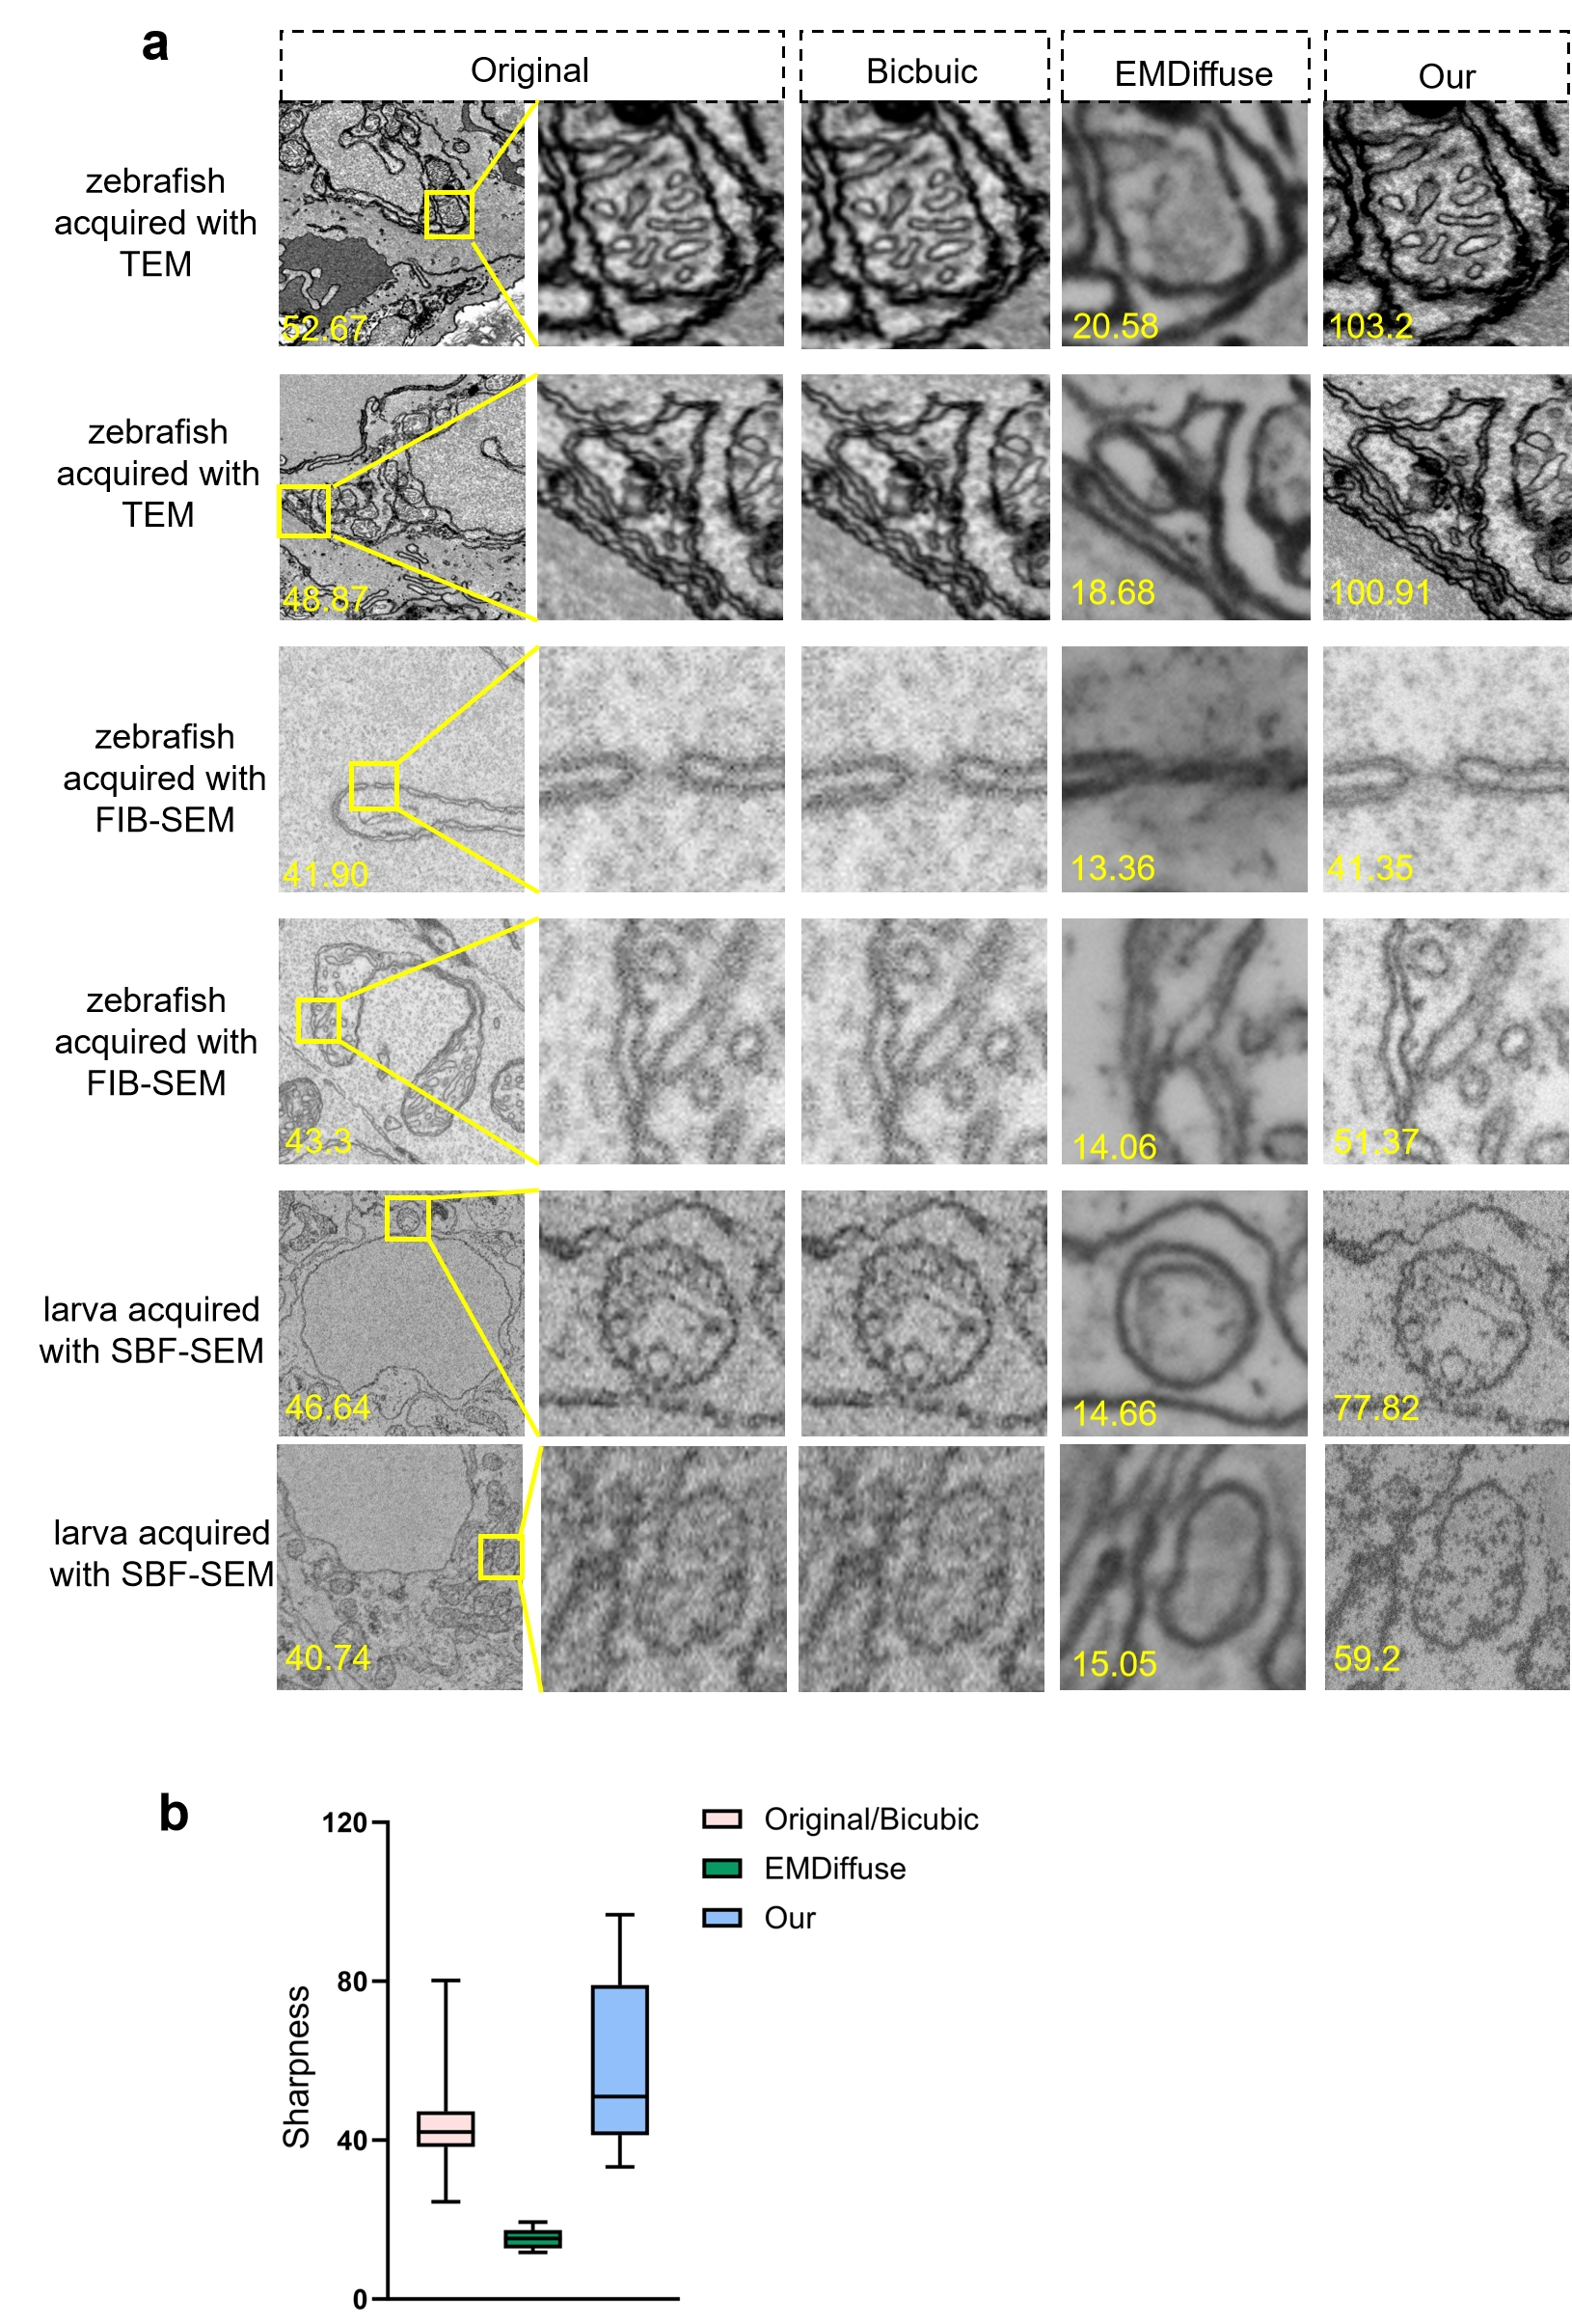 a
Original
Bicbuic
EMDiffuse
Our
zebrafish
acquired with
TEM
52.67
20.58
103.2
zebrafish
acquired with
TEM
48.87
18.68
100.91
zebrafish
acquired with
FIB-SEM
41.90
13.36
41.35
zebrafish
acquired with
FIB-SEM
43.3
14.06
51.37
larva acquired
with SBF-SEM
46.64
14.66
77.82
larva acquired
with SBF-SEM
40.74
15.05
59.2
b
120
80
40
0
Sharpness
Original/Bicubic
EMDiffuse
Our